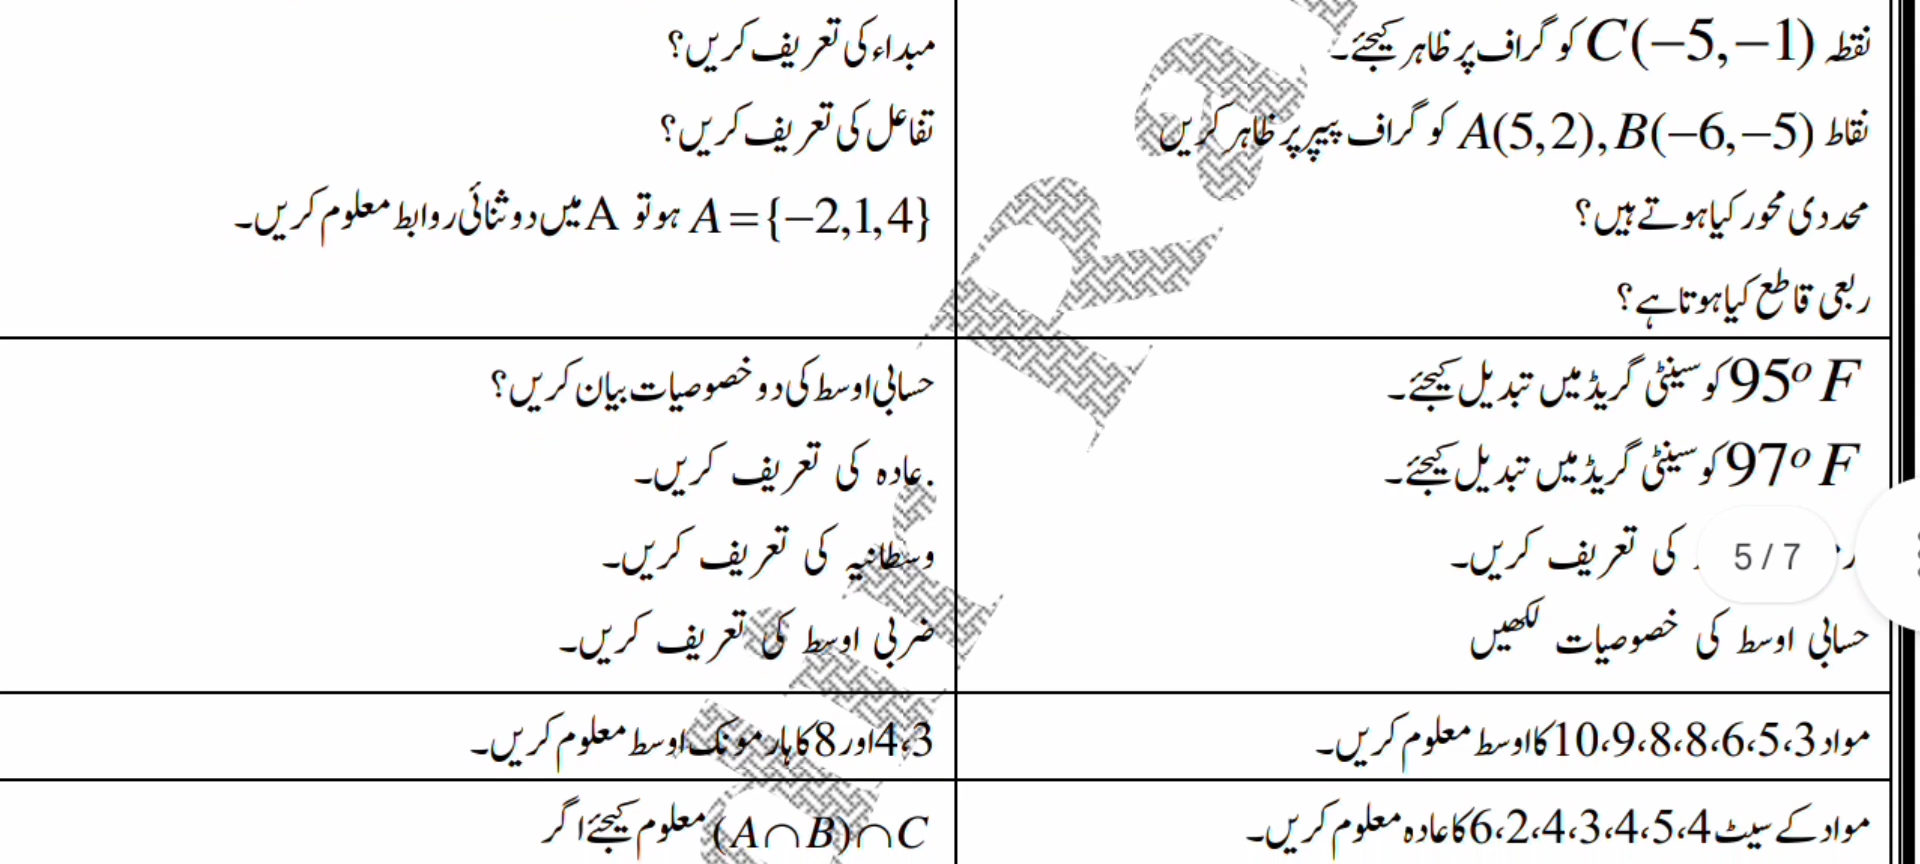 نقطہ C(−5,−1) کو گراف پر ظاہر کیجئے۔
نقاط A(5,2), B(−6,−5) کو گراف پیپر پر ظاہر کریں
محددی محور کیا ہوتے ہیں؟
ربعی قاطع کیا ہوتا ہے؟
مبداء کی تعریف کریں؟
تفاعل کی تعریف کریں؟
A={−2,1,4} ہو تو A میں دو ثنائی روابط معلوم کریں۔
95° F کو سینٹی گریڈ میں تبدیل کیجئے۔
97° F کو سینٹی گریڈ میں تبدیل کیجئے۔
کی تعریف کریں۔
5 / 7
حسابی اوسط کی خصوصیات لکھیں
حسابی اوسط کی دو خصوصیات بیان کریں؟
.عادہ کی تعریف کریں۔
وسطانیہ کی تعریف کریں۔
ضربی اوسط کی تعریف کریں۔
مواد 3،5،6،8،8،9،10 کا اوسط معلوم کریں۔
3،4 اور 8 کا ہارمونک اوسط معلوم کریں۔
مواد کے سیٹ 4،5،4،3،4،2،6 کا عادہ معلوم کریں۔
(A∩B)∩C معلوم کیجئے اگر